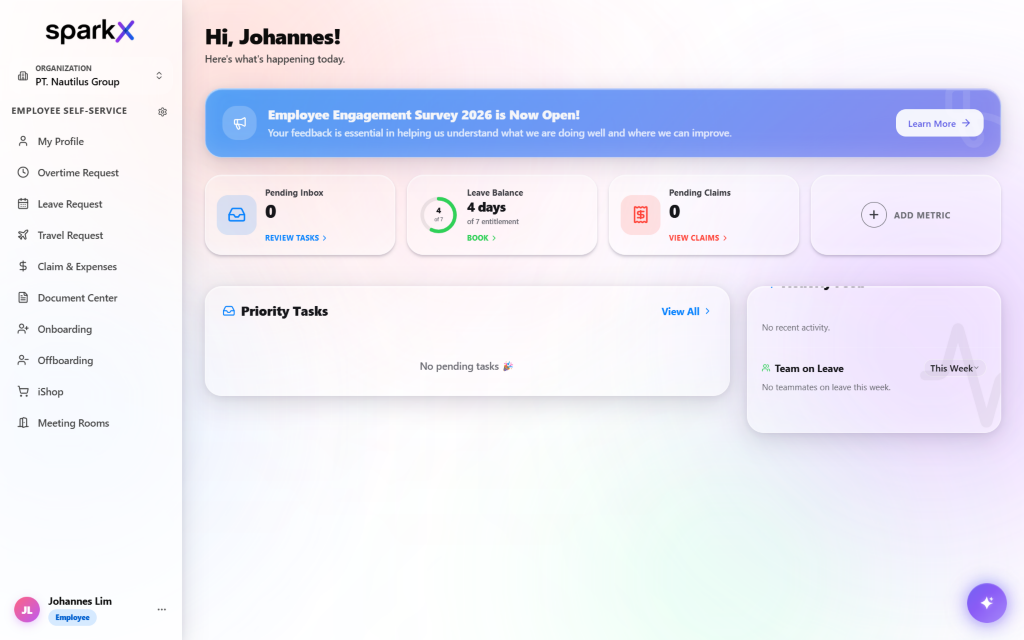 sparkX
ORGANIZATION
PT. Nautilus Group
EMPLOYEE SELF-SERVICE
My Profile
Overtime Request
Leave Request
Travel Request
Claim & Expenses
Document Center
Onboarding
Offboarding
iShop
Meeting Rooms
JL
Johannes Lim
Employee
Hi, Johannes!
Here's what's happening today.
Employee Engagement Survey 2026 is Now Open!
Your feedback is essential in helping us understand what we are doing well and where we can improve.
Learn More
Pending Inbox
0
REVIEW TASKS
4
of 7
Leave Balance
4 days
of 7 entitlement
BOOK
Pending Claims
0
VIEW CLAIMS
ADD METRIC
Priority Tasks
View All
No pending tasks 🎉
No recent activity.
Team on Leave
This Week
No teammates on leave this week.